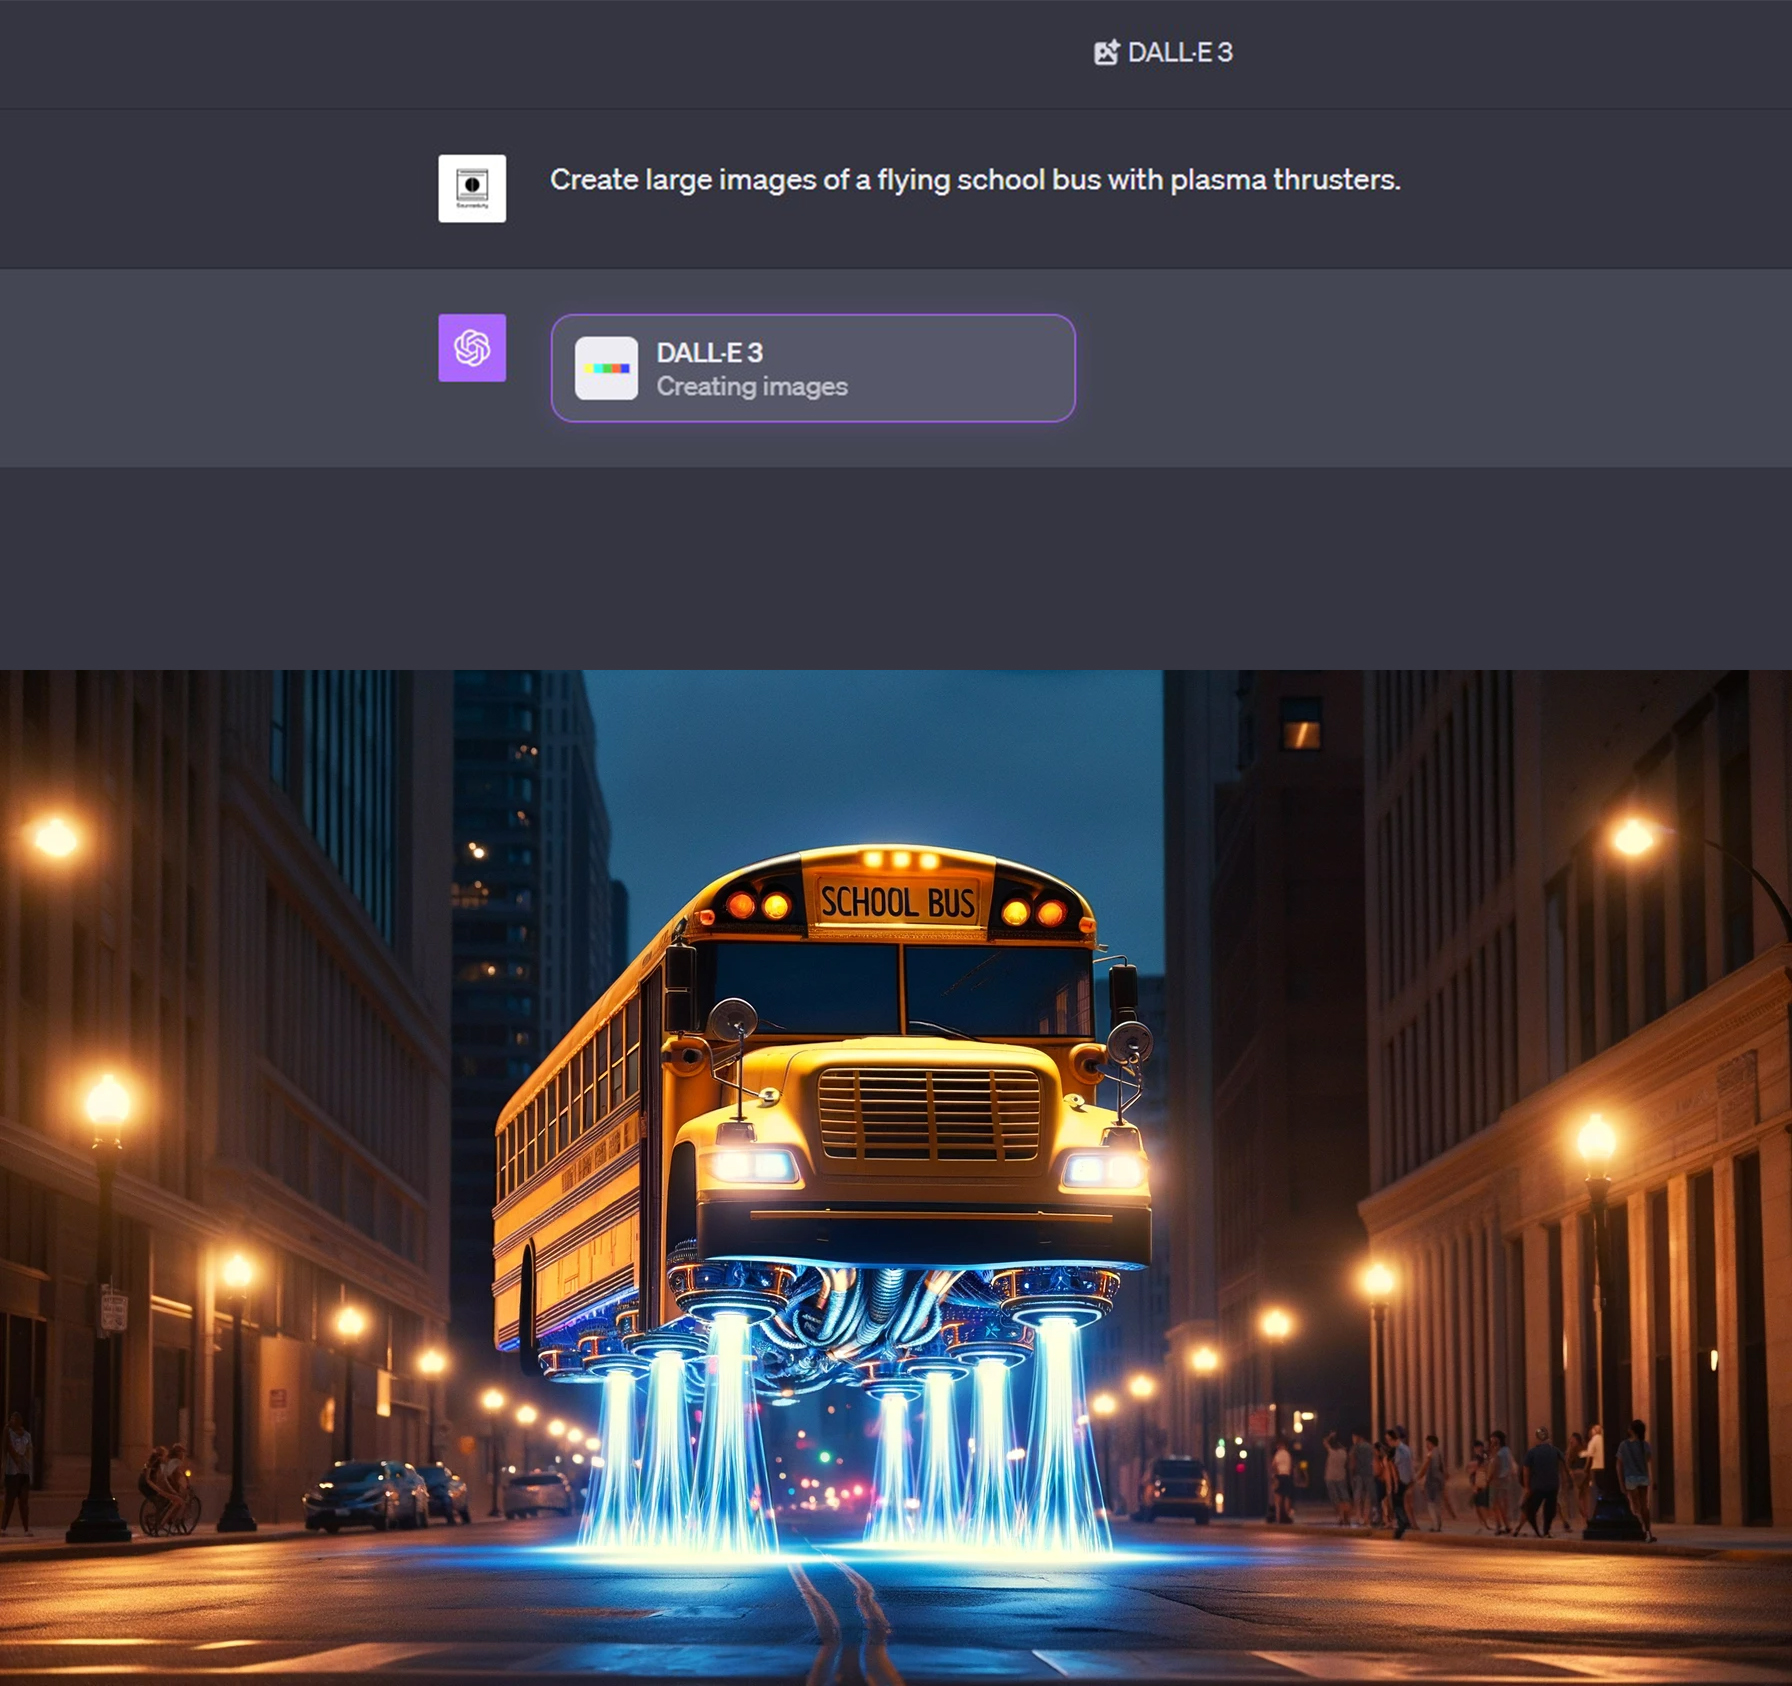 DALL·E 3
Create large images of a flying school bus with plasma thrusters.
DALL·E 3
Creating images
SCHOOL BUS